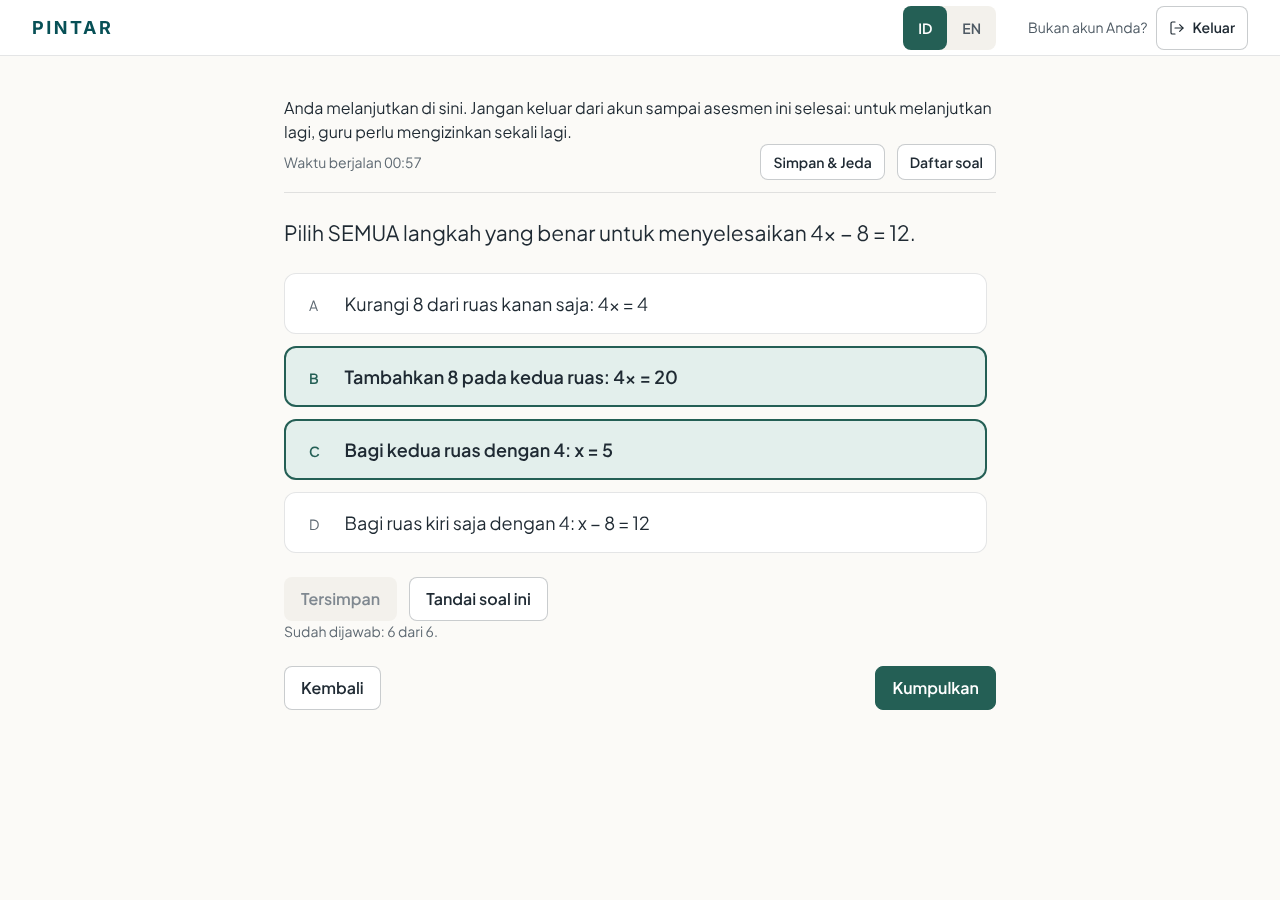 PINTAR
ID
EN
Bukan akun Anda?
Keluar
Anda melanjutkan di sini. Jangan keluar dari akun sampai asesmen ini selesai: untuk melanjutkan
lagi, guru perlu mengizinkan sekali lagi.
Waktu berjalan 00:57
Simpan & Jeda
Daftar soal
Pilih SEMUA langkah yang benar untuk menyelesaikan 4x − 8 = 12.
A Kurangi 8 dari ruas kanan saja: 4x = 4
B Tambahkan 8 pada kedua ruas: 4x = 20
C Bagi kedua ruas dengan 4: x = 5
D Bagi ruas kiri saja dengan 4: x − 8 = 12
Tersimpan
Tandai soal ini
Sudah dijawab: 6 dari 6.
Kembali
Kumpulkan